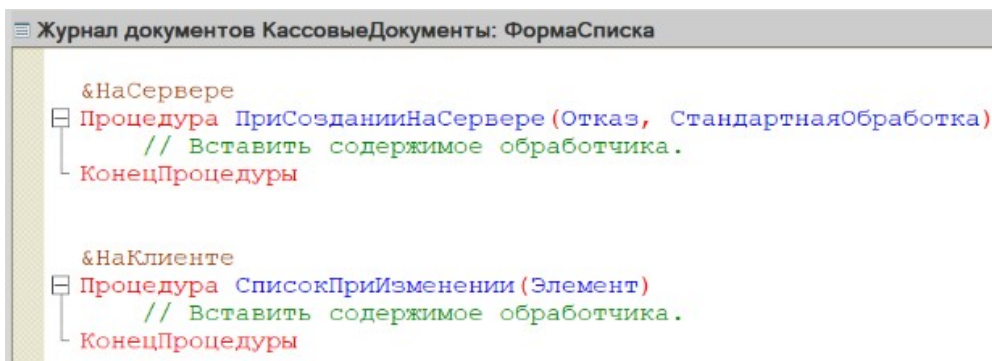 Журнал документов КассовыеДокументы: ФормаСписка
&НаСервере
Процедура ПриСозданииНаСервере(Отказ, СтандартнаяОбработка)
// Вставить содержимое обработчика.
КонецПроцедуры
&НаКлиенте
Процедура СписокПриИзменении(Элемент)
// Вставить содержимое обработчика.
КонецПроцедуры